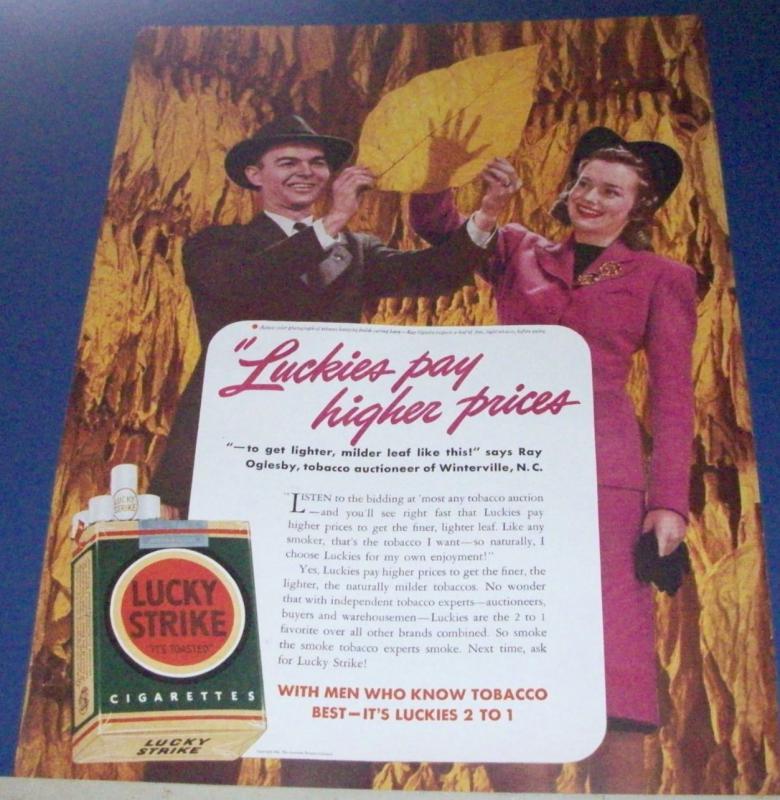 "Luckies pay
higher prices
"—to get lighter, milder leaf like this!" says Ray
Oglesby, tobacco auctioneer of Winterville, N. C.
"LISTEN to the bidding at 'most any tobacco auction
—and you'll see right fast that Luckies pay
higher prices to get the finer, lighter leaf. Like any
smoker, that's the tobacco I want—so naturally, I
choose Luckies for my own enjoyment!"
Yes, Luckies pay higher prices to get the finer, the
lighter, the naturally milder tobaccos. No wonder
that with independent tobacco experts—auctioneers,
buyers and warehousemen—Luckies are the 2 to 1
favorite over all other brands combined. So smoke
the smoke tobacco experts smoke. Next time, ask
for Lucky Strike!
WITH MEN WHO KNOW TOBACCO
BEST—IT'S LUCKIES 2 TO 1
LUCKY
STRIKE
LUCKY
STRIKE
"IT'S TOASTED"
CIGARETTES
LUCKY
STRIKE